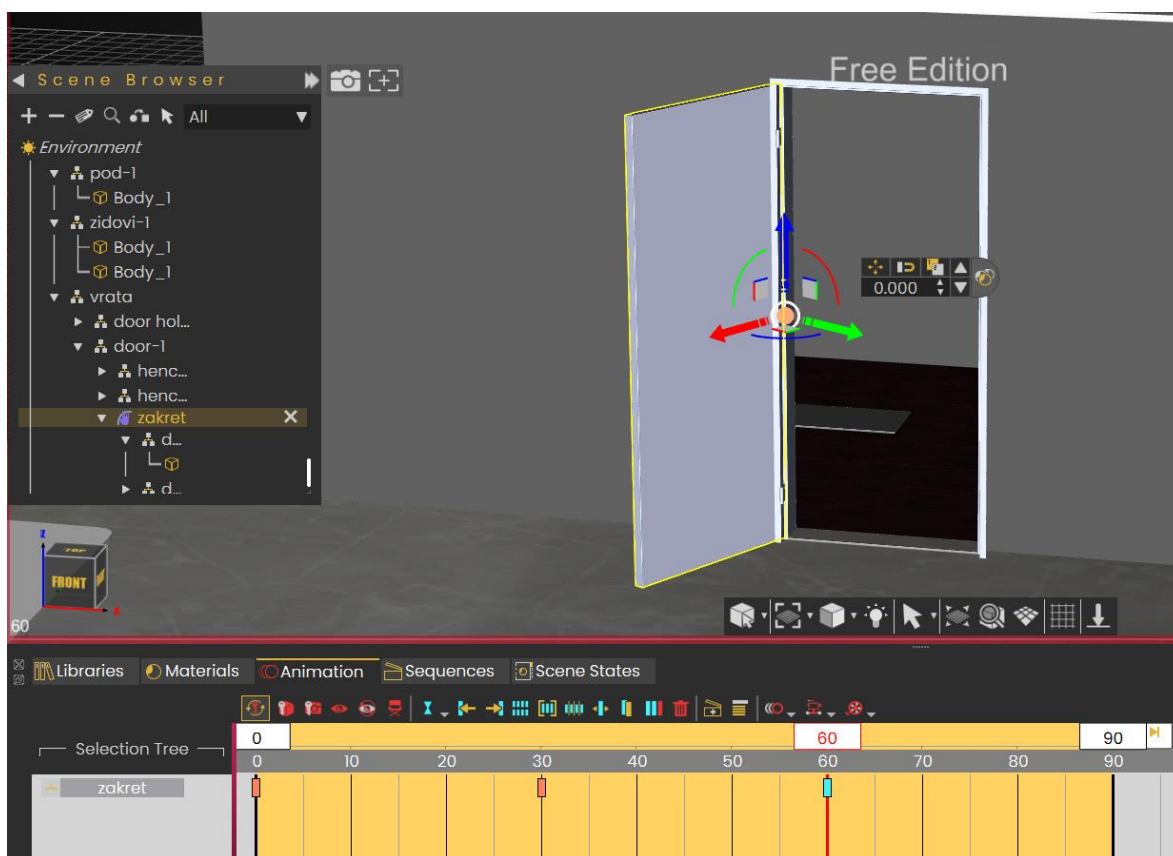 Free Edition
Scene Browser
All
Environment
pod-1
Body_1
zidovi-1
Body_1
Body_1
vrata
door hol...
door-1
henc...
henc...
zakret
d...
d...
0.000
Z
TOP
FRONT
X
60
Libraries
Materials
Animation
Sequences
Scene States
Selection Tree
0 60 90
0 10 20 30 40 50 60 70 80 90
zakret